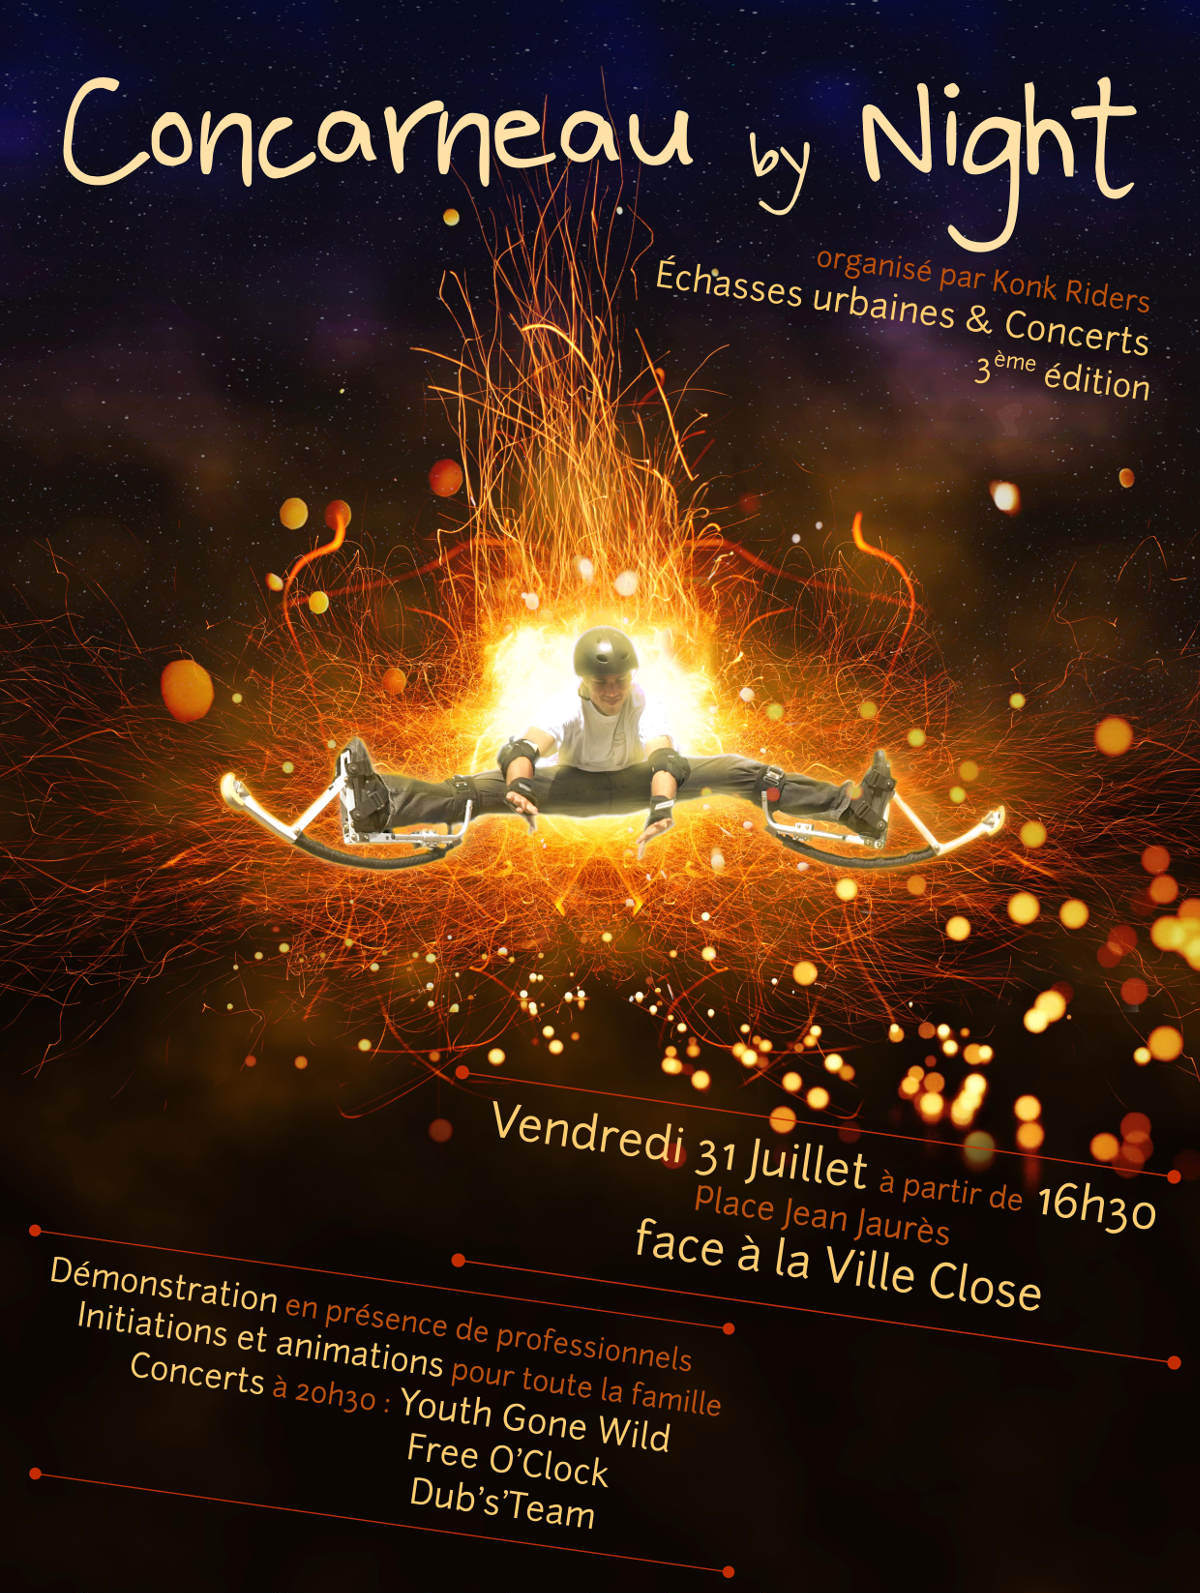 Concarneau by Night
organisé par Konk Riders
Échasses urbaines & Concerts
3ème édition
Vendredi 31 Juillet à partir de 16h30
Place Jean Jaurès
face à la Ville Close
Démonstration en présence de professionnels
Initiations et animations pour toute la famille
Concerts à 20h30 : Youth Gone Wild
Free O'Clock
Dub's'Team